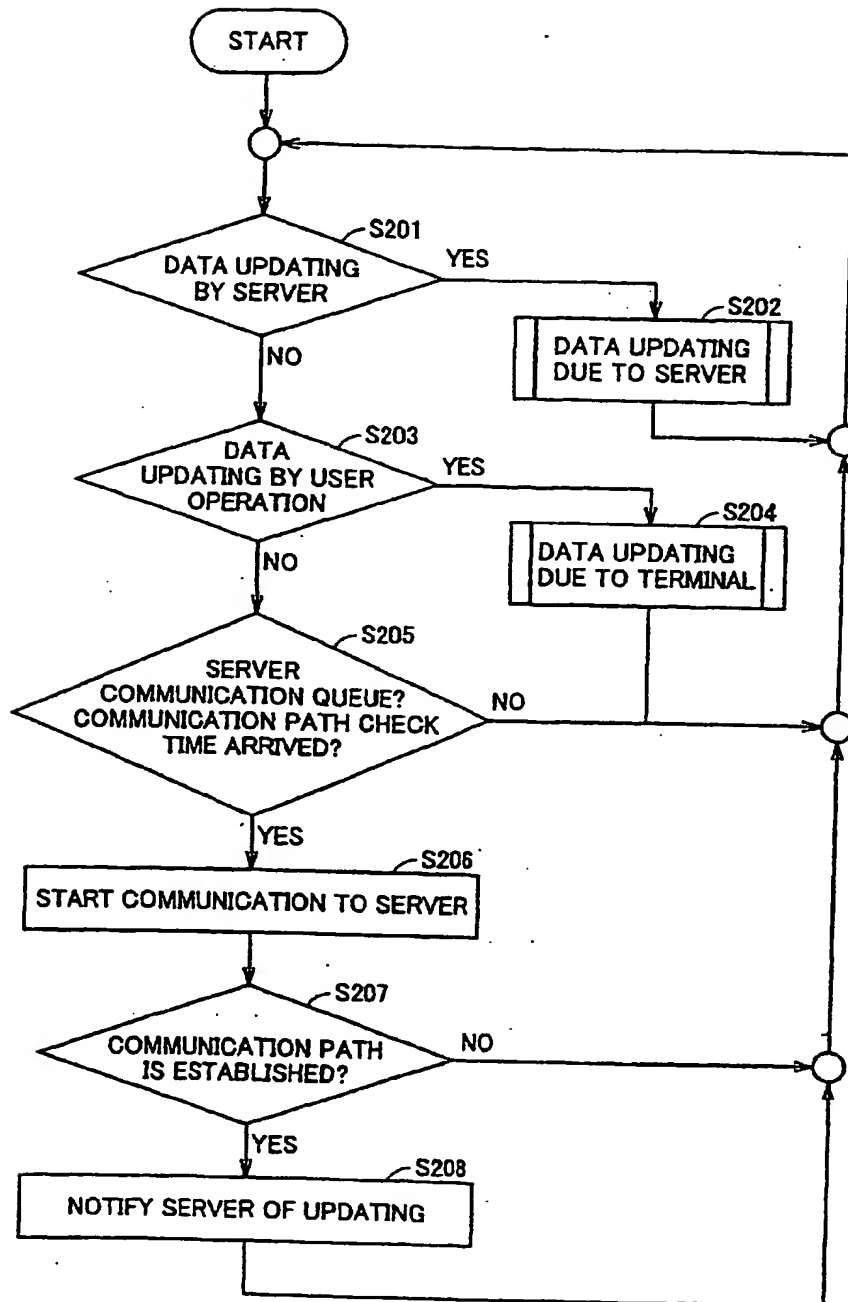 START
S201
DATA UPDATING
BY SERVER
YES
NO
S202
DATA UPDATING
DUE TO SERVER
S203
DATA
UPDATING BY USER
OPERATION
YES
NO
S204
DATA UPDATING
DUE TO TERMINAL
S205
SERVER
COMMUNICATION QUEUE?
COMMUNICATION PATH CHECK
TIME ARRIVED?
NO
YES
S206
START COMMUNICATION TO SERVER
S207
COMMUNICATION PATH
IS ESTABLISHED?
NO
YES
S208
NOTIFY SERVER OF UPDATING